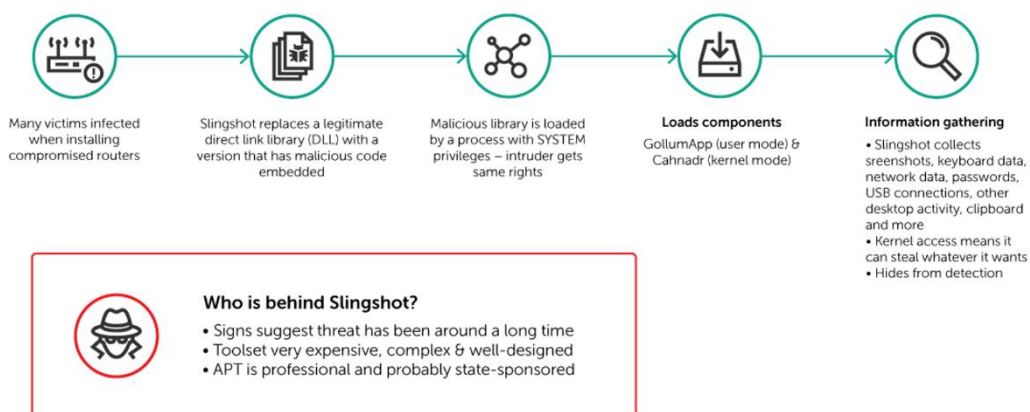 Many victims infected
when installing
compromised routers
Slingshot replaces a legitimate
direct link library (DLL) with a
version that has malicious code
embedded
Malicious library is loaded
by a process with SYSTEM
privileges – intruder gets
same rights
Loads components
GollumApp (user mode) &
Cahnadr (kernel mode)
Information gathering
• Slingshot collects
sreenshots, keyboard data,
network data, passwords,
USB connections, other
desktop activity, clipboard
and more
• Kernel access means it
can steal whatever it wants
• Hides from detection
Who is behind Slingshot?
• Signs suggest threat has been around a long time
• Toolset very expensive, complex & well-designed
• APT is professional and probably state-sponsored